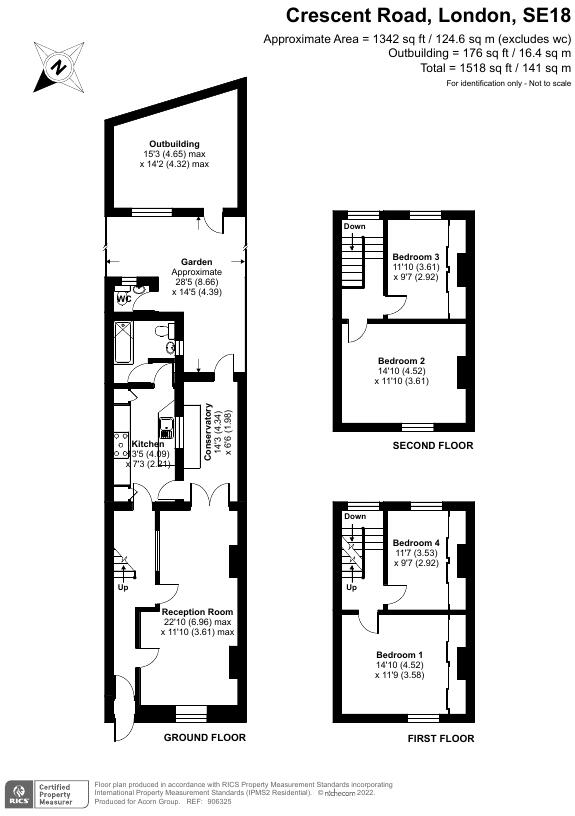 Crescent Road, London, SE18
Approximate Area = 1342 sq ft / 124.6 sq m (excludes wc)
Outbuilding = 176 sq ft / 16.4 sq m
Total = 1518 sq ft / 141 sq m
For identification only - Not to scale
N
Outbuilding
15'3 (4.65) max
x 14'2 (4.32) max
Garden
Approximate
28'5 (8.66)
x 14'5 (4.39)
WC
Kitchen
13'5 (4.09)
x 7'3 (2.21)
Conservatory
14'3 (4.34)
x 6'6 (1.98)
Up
Reception Room
22'10 (6.96) max
x 11'10 (3.61) max
GROUND FLOOR
Down
Bedroom 3
11'10 (3.61)
x 9'7 (2.92)
Bedroom 2
14'10 (4.52)
x 11'10 (3.61)
SECOND FLOOR
Down
Bedroom 4
11'7 (3.53)
x 9'7 (2.92)
Up
Bedroom 1
14'10 (4.52)
x 11'9 (3.58)
FIRST FLOOR
RICS
Certified
Property
Measurer
Floor plan produced in accordance with RICS Property Measurement Standards incorporating
International Property Measurement Standards (IPMS2 Residential). © nichecom 2022.
Produced for Acorn Group. REF: 906325